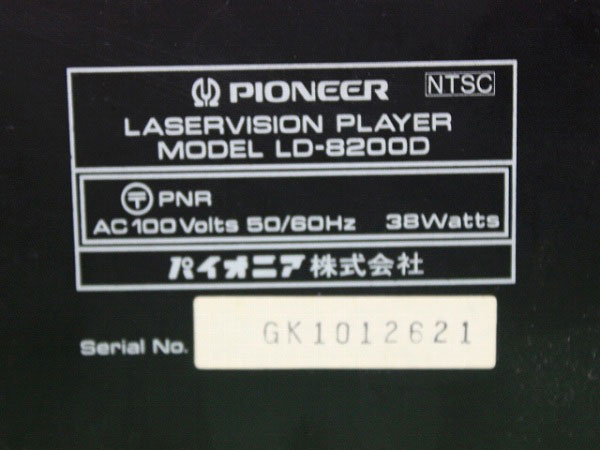 PIONEER NTSC
LASERVISION PLAYER
MODEL LD-8200D
〒 PNR
AC 100 Volts 50/60Hz 38Watts
パイオニア株式会社
Serial No. GK1012621